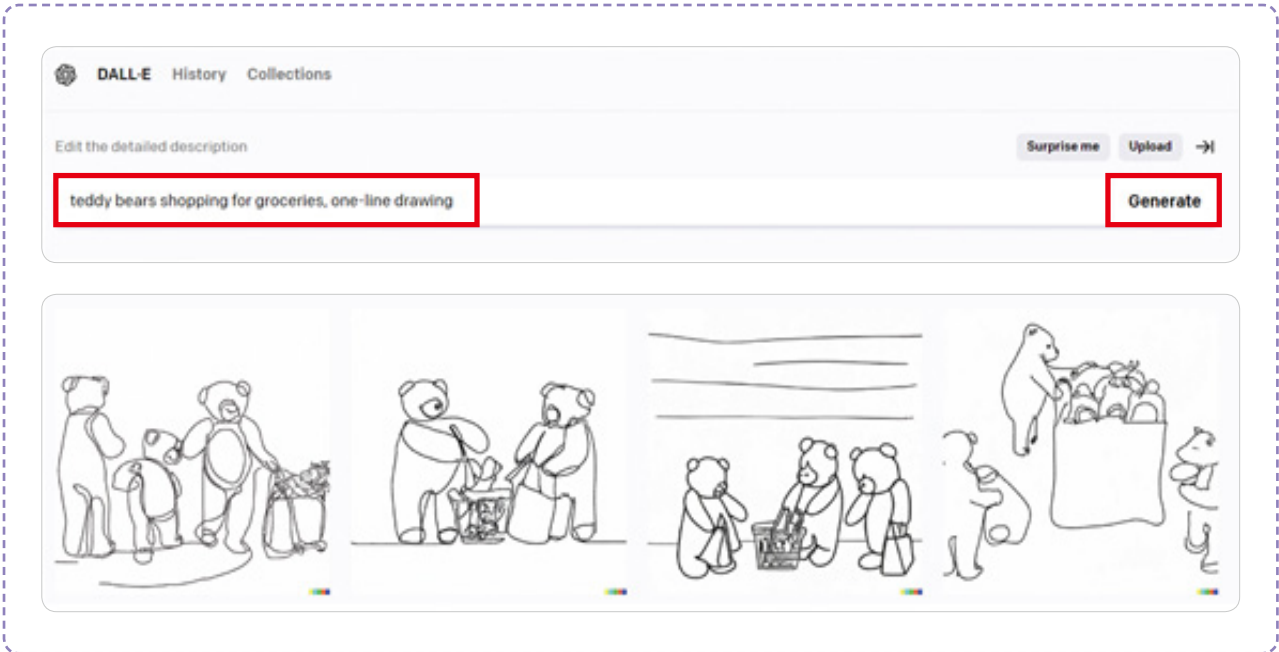 DALL·E History Collections
Edit the detailed description Surprise me Upload
teddy bears shopping for groceries, one-line drawing Generate